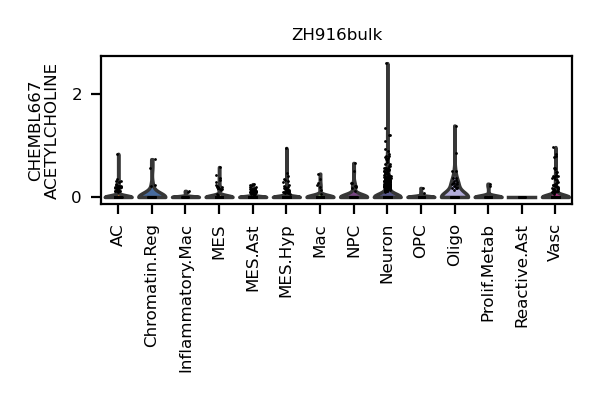 ZH916bulk
CHEMBL667
ACETYLCHOLINE
2
0
AC
Chromatin.Reg
Inflammatory.Mac
MES
MES.Ast
MES.Hyp
Mac
NPC
Neuron
OPC
Oligo
Prolif.Metab
Reactive.Ast
Vasc